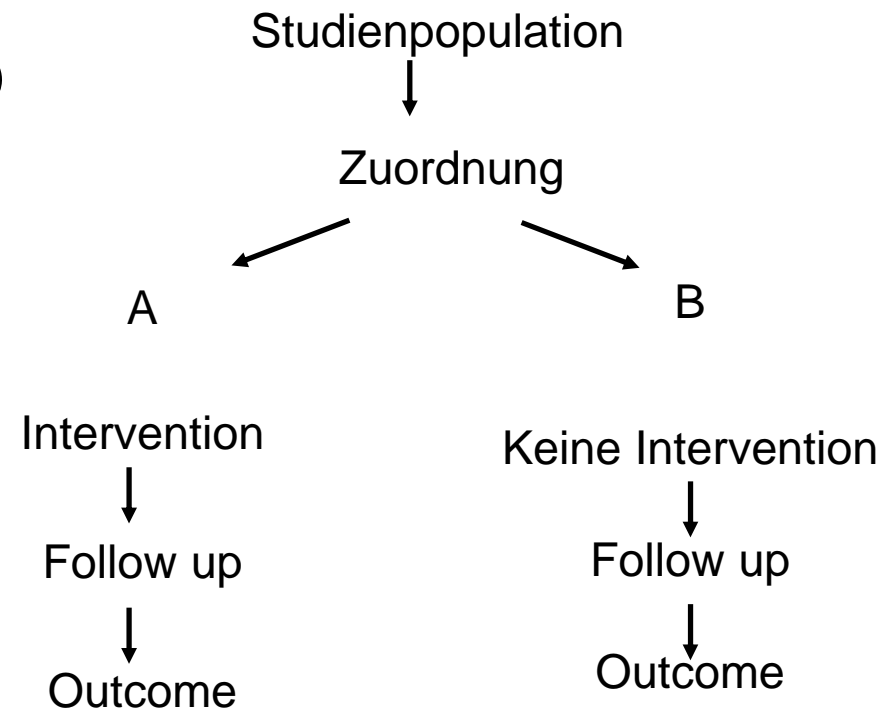 Studienpopulation
)
Zuordnung
A
B
Intervention
Keine Intervention
Follow up
Follow up
Outcome
Outcome